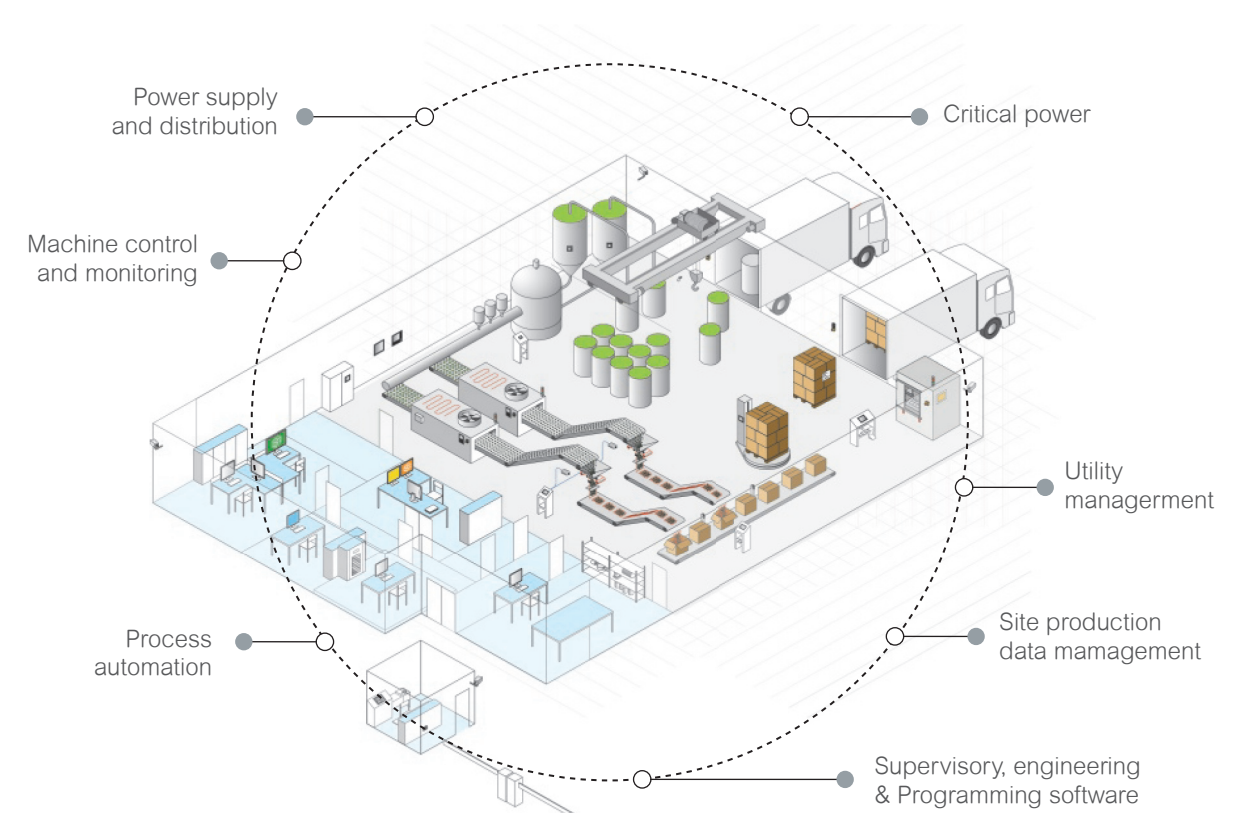 Power supply
and distribution
Critical power
Machine control
and monitoring
Utility
managerment
Site production
data mamagement
Process
automation
Supervisory, engineering
& Programming software